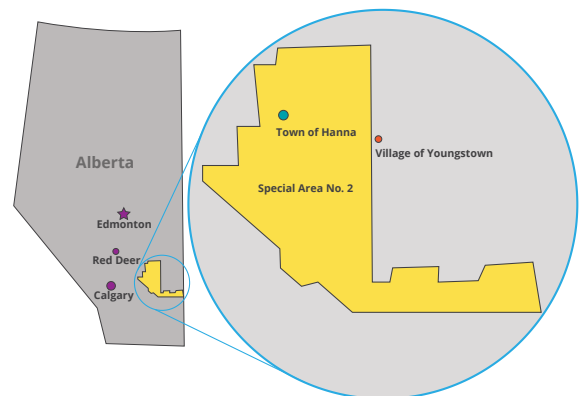 Alberta
Edmonton
Red Deer
Calgary
Town of Hanna
Village of Youngstown
Special Area No. 2